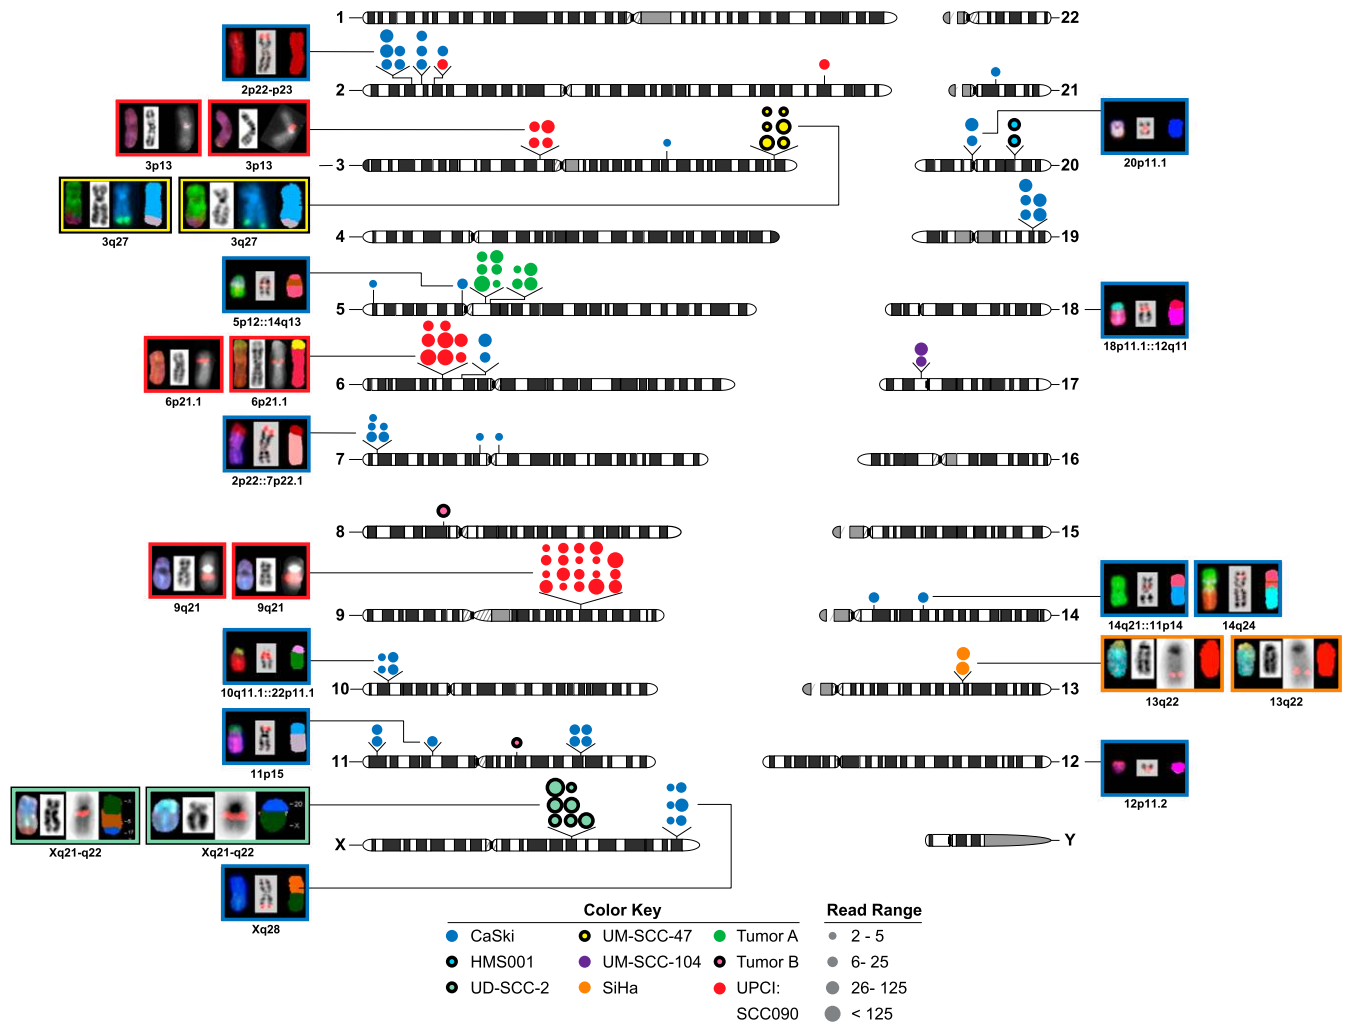 1
22
2p22-p23
2
21
3p13
3p13
20p11.1
3
20
3q27
3q27
4
19
5p12::14q13
5
18
18p11.1::12q11
6p21.1
6p21.1
6
17
2p22::7p22.1
7
16
8
15
9q21
9q21
9
14
14q21::11p14
14q24
10q11.1::22p11.1
10
13
13q22
13q22
11p15
11
12
12p11.2
Xq21-q22
Xq21-q22
X
Y
Xq28
Color Key
Read Range
CaSki
UM-SCC-47
Tumor A
2 - 5
HMS001
UM-SCC-104
Tumor B
6- 25
UD-SCC-2
SiHa
UPCI:
26- 125
SCC090
< 125